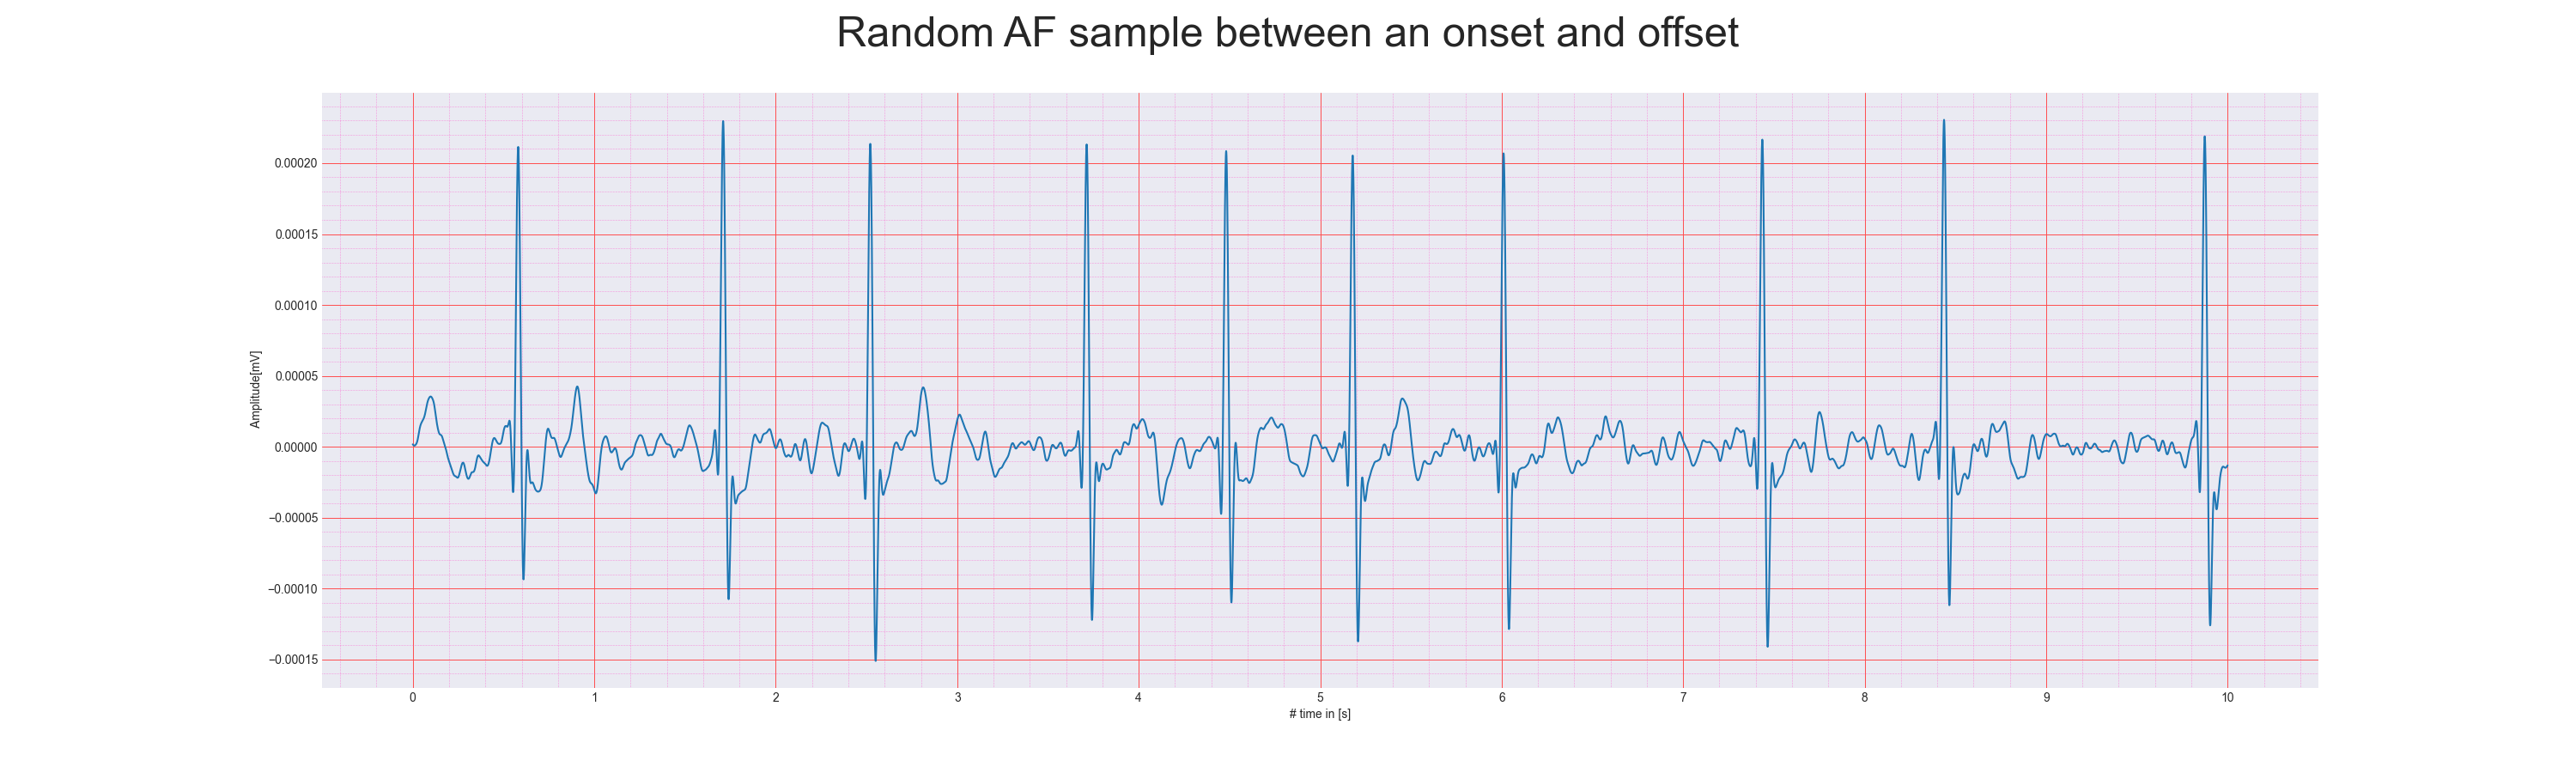 Random AF sample between an onset and offset
0.00020
0.00015
0.00010
0.00005
0.00000
−0.00005
−0.00010
−0.00015
Amplitude[mV]
0 1 2 3 4 5 6 7 8 9 10
# time in [s]